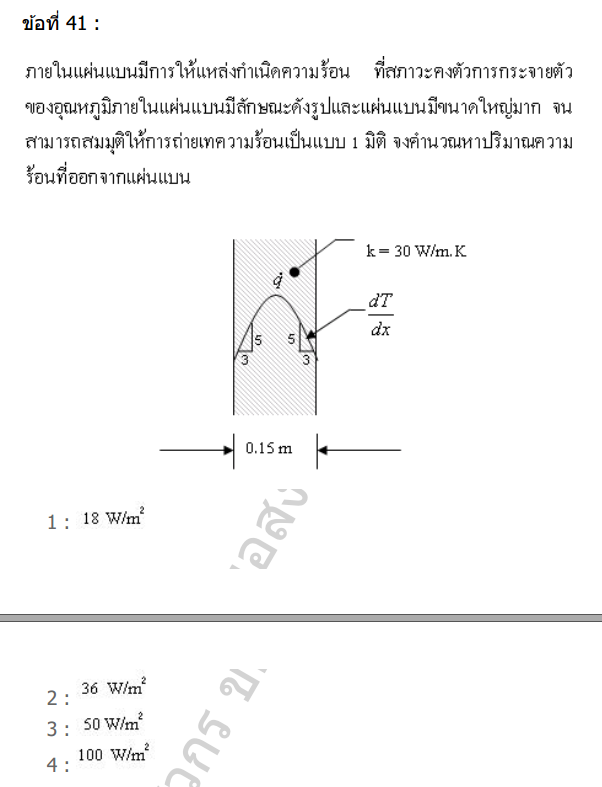 ข้อที่ 41 :
ภายในแผ่นแบนมีการให้แหล่งกำเนิดความร้อน ที่สภาวะคงตัวการกระจายตัว
ของอุณหภูมิภายในแผ่นแบนมีลักษณะดังรูปและแผ่นแบนมีขนาดใหญ่มาก จน
สามารถสมมุติให้การถ่ายเทความร้อนเป็นแบบ 1 มิติ จงคำนวณหาปริมาณความ
ร้อนที่ออกจากแผ่นแบน
k = 30 W/m.K
q̇
dT
dx
5 5
3 3
0.15 m
1 : 18 W/m²
2 : 36 W/m²
3 : 50 W/m²
4 : 100 W/m²